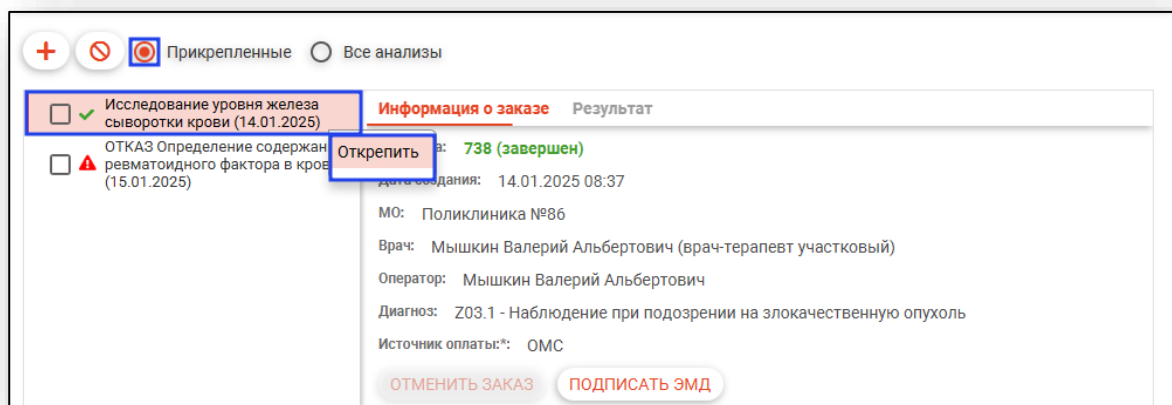 Прикрепленные Все анализы
Исследование уровня железа
сыворотки крови (14.01.2025)
ОТКАЗ Определение
ревматоидного фактора в
(15.01.2025)
Открепить
Информация о заказе Результат
738 (завершен)
Дата создания: 14.01.2025 08:37
МО: Поликлиника №86
Врач: Мышкин Валерий Альбертович (врач-терапевт участковый)
Оператор: Мышкин Валерий Альбертович
Диагноз: Z03.1 - Наблюдение при подозрении на злокачественную опухоль
Источник оплаты:*: ОМС
ОТМЕНИТЬ ЗАКАЗ ПОДПИСАТЬ ЭМД